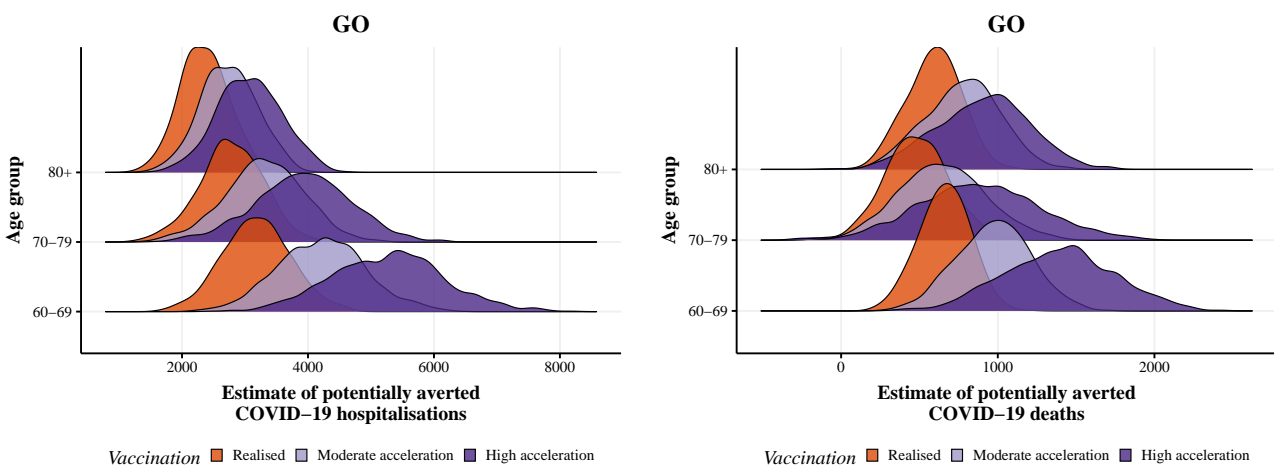 GO
Age group
80+
70–79
60–69
2000 4000 6000 8000
Estimate of potentially averted
COVID–19 hospitalisations
Vaccination Realised Moderate acceleration High acceleration
GO
Age group
80+
70–79
60–69
0 1000 2000
Estimate of potentially averted
COVID–19 deaths
Vaccination Realised Moderate acceleration High acceleration